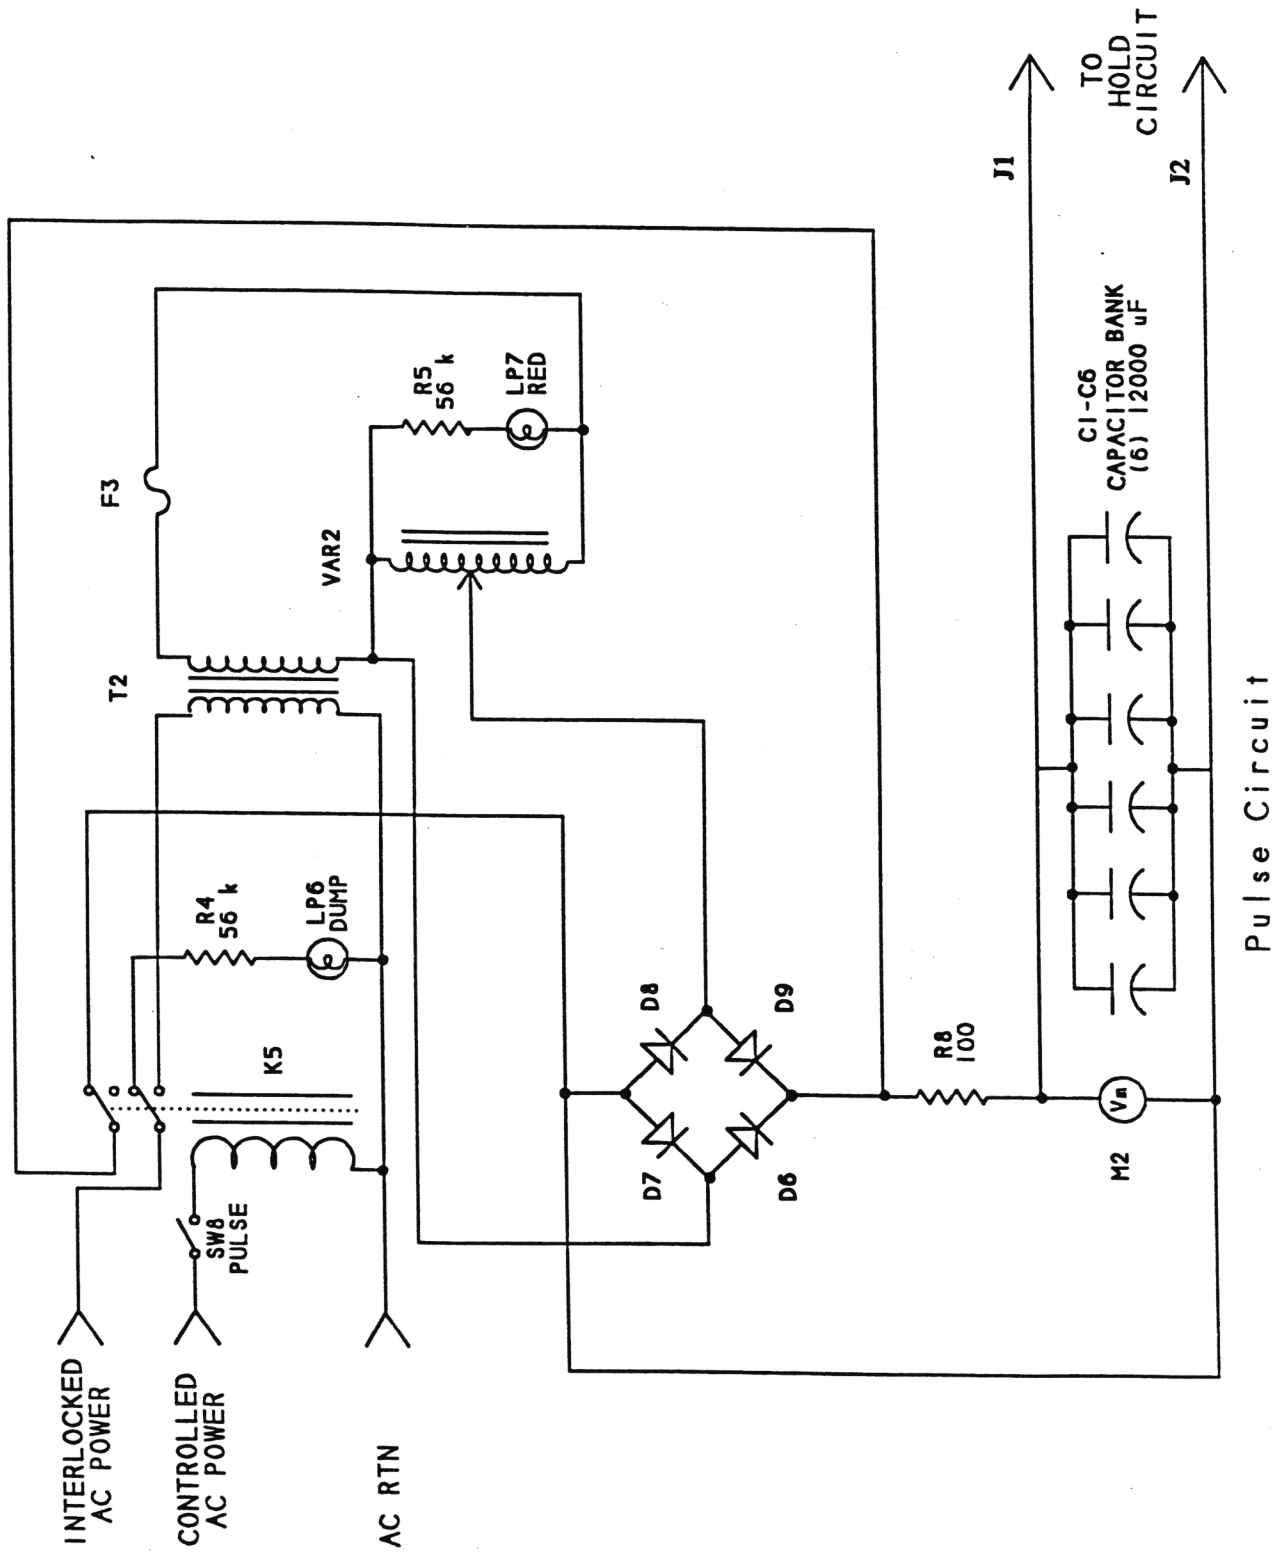 INTERLOCKED
AC POWER
CONTROLLED
AC POWER
AC RTN
SW8
PULSE
K5
R4
56 k
LP6
DUMP
T2
F3
VAR2
R5
56 k
LP7
RED
D7
D8
D6
D9
R8
100
M2
Vm
C1-C6
CAPACITOR BANK
(6) 12000 uF
J1
J2
TO
HOLD
CIRCUIT
Pulse Circuit